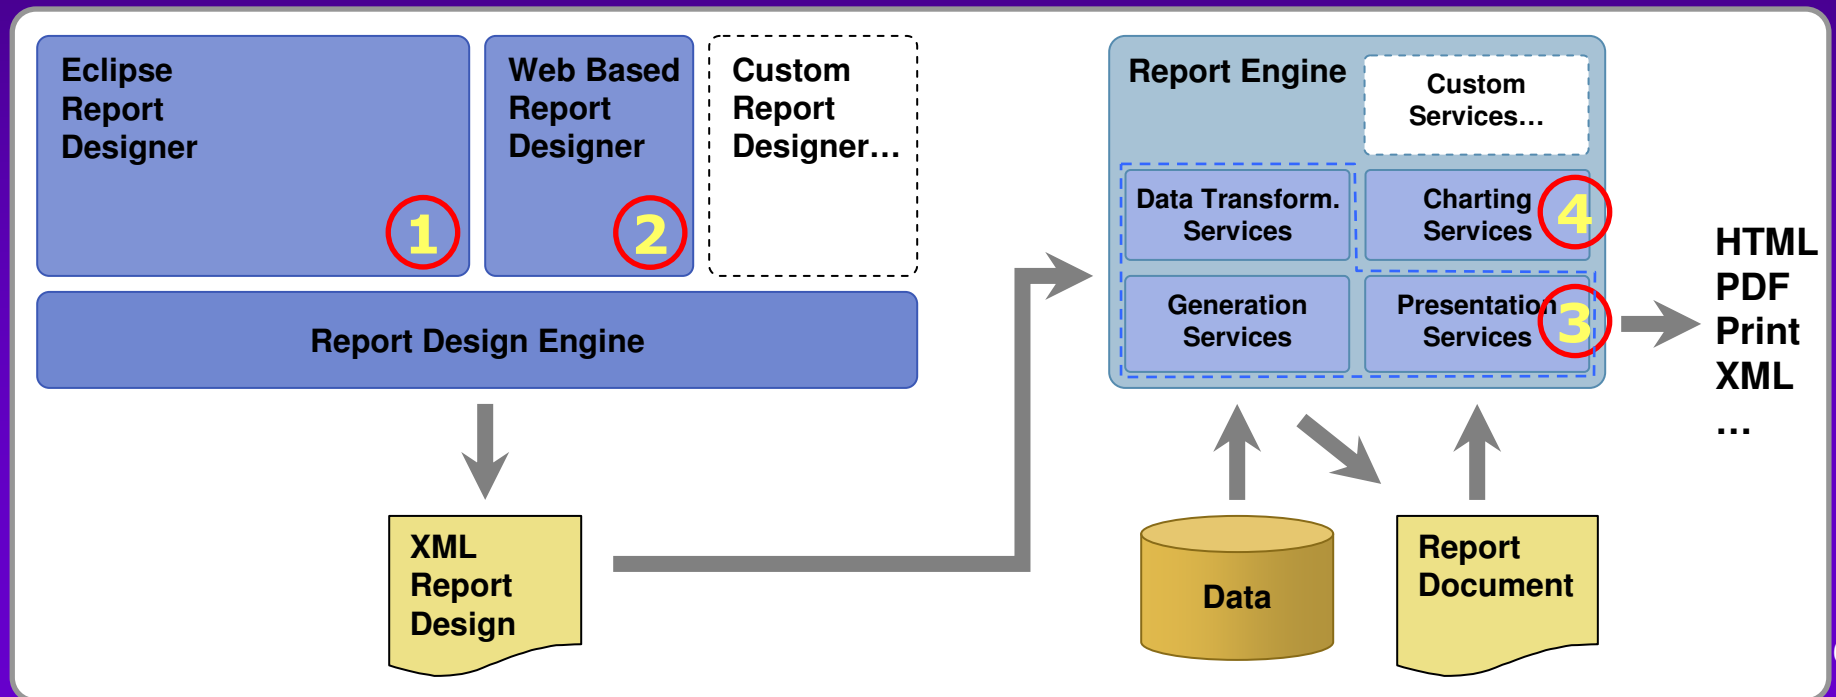 Eclipse
Report
Designer
1
Web Based
Report
Designer
2
Custom
Report
Designer…
Report Design Engine
XML
Report
Design
Report Engine
Custom
Services…
Data Transform.
Services
Charting
Services
4
Generation
Services
Presentation
Services
3
Data
Report
Document
HTML
PDF
Print
XML
…